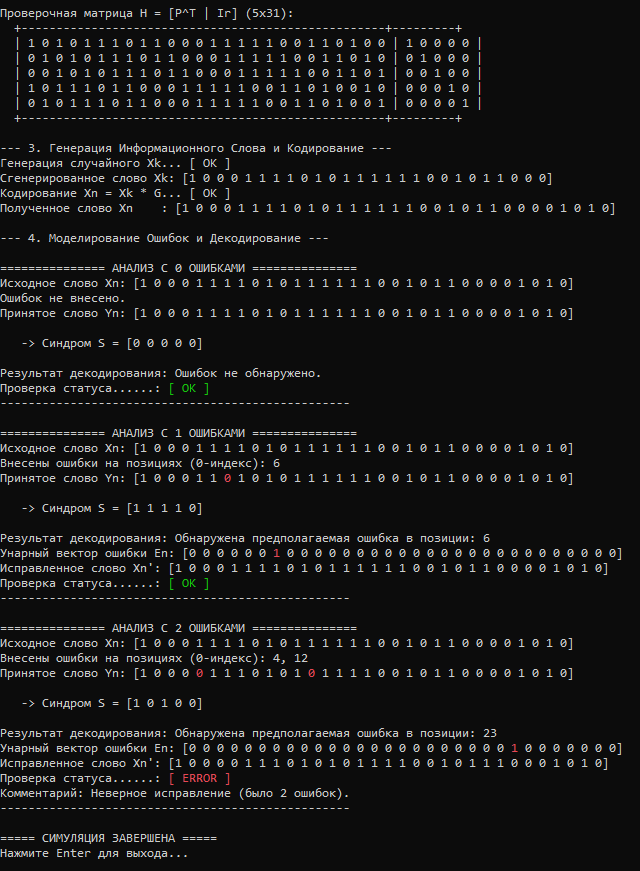 Проверочная матрица H = [P^T | Ir] (5x31):
+----------------------------------------------------+---------+
| 1 0 1 0 1 1 1 0 1 1 0 0 0 1 1 1 1 1 0 0 1 1 0 1 0 0 | 1 0 0 0 0 |
| 0 1 0 1 0 1 1 1 0 1 1 0 0 0 1 1 1 1 1 0 0 1 1 0 1 0 | 0 1 0 0 0 |
| 0 0 1 0 1 0 1 1 1 0 1 1 0 0 0 1 1 1 1 1 0 0 1 1 0 1 | 0 0 1 0 0 |
| 1 0 1 1 1 0 1 1 0 0 0 1 1 1 1 1 0 0 1 1 0 1 0 0 1 0 | 0 0 0 1 0 |
| 0 1 0 1 1 1 0 1 1 0 0 0 1 1 1 1 1 0 0 1 1 0 1 0 0 1 | 0 0 0 0 1 |
+----------------------------------------------------+---------+
--- 3. Генерация Информационного Слова и Кодирование ---
Генерация случайного Xk... [ OK ]
Сгенерированное слово Xk: [1 0 0 0 1 1 1 1 0 1 0 1 1 1 1 1 1 0 0 1 0 1 1 0 0 0]
Кодирование Xn = Xk * G... [ OK ]
Полученное слово Xn    : [1 0 0 0 1 1 1 1 0 1 0 1 1 1 1 1 1 0 0 1 0 1 1 0 0 0 0 1 0 1 0]
--- 4. Моделирование Ошибок и Декодирование ---
=============== АНАЛИЗ С 0 ОШИБКАМИ ===============
Исходное слово Xn: [1 0 0 0 1 1 1 1 0 1 0 1 1 1 1 1 1 0 0 1 0 1 1 0 0 0 0 1 0 1 0]
Ошибок не внесено.
Принятое слово Yn: [1 0 0 0 1 1 1 1 0 1 0 1 1 1 1 1 1 0 0 1 0 1 1 0 0 0 0 1 0 1 0]
-> Синдром S = [0 0 0 0 0]
Результат декодирования: Ошибок не обнаружено.
Проверка статуса......: [ OK ]
--------------------------------------------------
=============== АНАЛИЗ С 1 ОШИБКАМИ ===============
Исходное слово Xn: [1 0 0 0 1 1 1 1 0 1 0 1 1 1 1 1 1 0 0 1 0 1 1 0 0 0 0 1 0 1 0]
Внесены ошибки на позициях (0-индекс): 6
Принятое слово Yn: [1 0 0 0 1 1 0 1 0 1 0 1 1 1 1 1 1 0 0 1 0 1 1 0 0 0 0 1 0 1 0]
-> Синдром S = [1 1 1 1 0]
Результат декодирования: Обнаружена предполагаемая ошибка в позиции: 6
Унарный вектор ошибки En: [0 0 0 0 0 0 1 0 0 0 0 0 0 0 0 0 0 0 0 0 0 0 0 0 0 0 0 0 0 0 0]
Исправленное слово Xn': [1 0 0 0 1 1 1 1 0 1 0 1 1 1 1 1 1 0 0 1 0 1 1 0 0 0 0 1 0 1 0]
Проверка статуса......: [ OK ]
--------------------------------------------------
=============== АНАЛИЗ С 2 ОШИБКАМИ ===============
Исходное слово Xn: [1 0 0 0 1 1 1 1 0 1 0 1 1 1 1 1 1 0 0 1 0 1 1 0 0 0 0 1 0 1 0]
Внесены ошибки на позициях (0-индекс): 4, 12
Принятое слово Yn: [1 0 0 0 0 1 1 1 0 1 0 1 0 1 1 1 1 0 0 1 0 1 1 0 0 0 0 1 0 1 0]
-> Синдром S = [1 0 1 0 0]
Результат декодирования: Обнаружена предполагаемая ошибка в позиции: 23
Унарный вектор ошибки En: [0 0 0 0 0 0 0 0 0 0 0 0 0 0 0 0 0 0 0 0 0 0 0 1 0 0 0 0 0 0 0]
Исправленное слово Xn': [1 0 0 0 0 1 1 1 0 1 0 1 0 1 1 1 1 0 0 1 0 1 1 1 0 0 0 1 0 1 0]
Проверка статуса......: [ ERROR ]
Комментарий: Неверное исправление (было 2 ошибок).
--------------------------------------------------
===== СИМУЛЯЦИЯ ЗАВЕРШЕНА =====
Нажмите Enter для выхода...